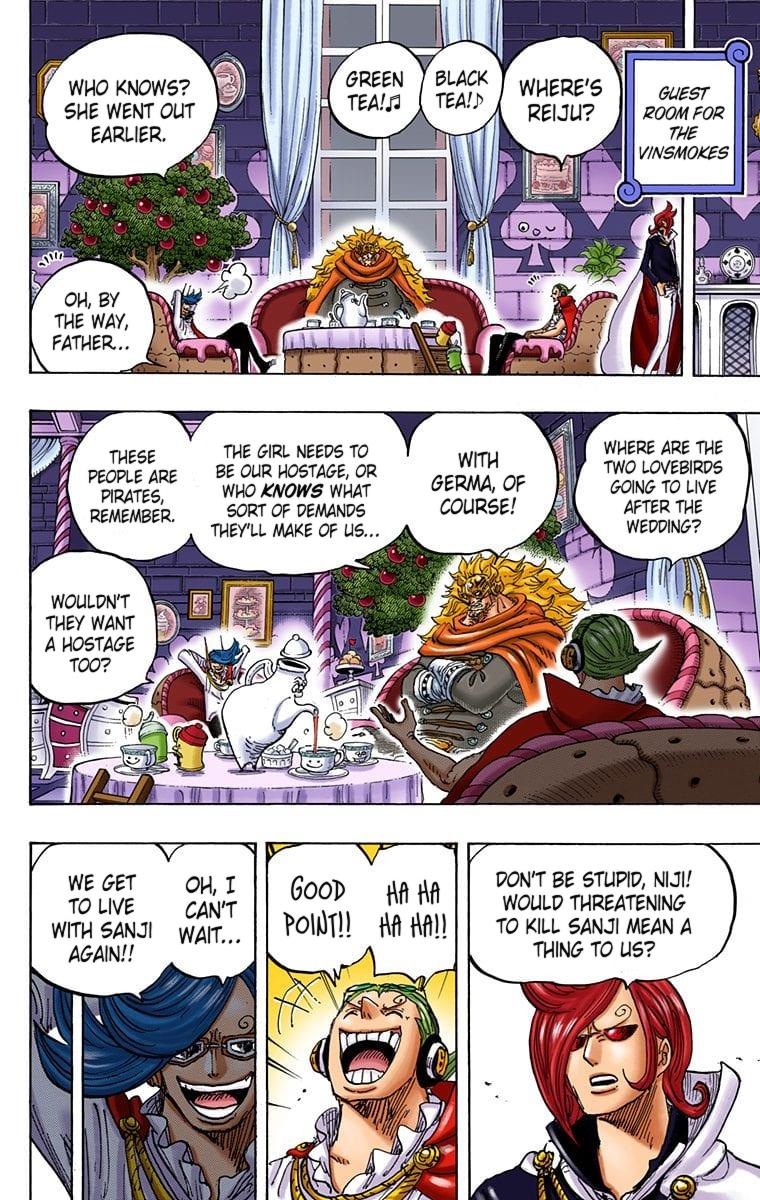 GUEST
ROOM FOR
THE
VINSMOKES
WHERE'S
REIJU?
BLACK
TEA!♪
GREEN
TEA!♫
WHO KNOWS?
SHE WENT OUT
EARLIER.
OH, BY
THE WAY,
FATHER...
WHERE ARE THE
TWO LOVEBIRDS
GOING TO LIVE
AFTER THE
WEDDING?
WITH
GERMA, OF
COURSE!
THE GIRL NEEDS TO
BE OUR HOSTAGE, OR
WHO KNOWS WHAT
SORT OF DEMANDS
THEY'LL MAKE OF US...
THESE
PEOPLE ARE
PIRATES,
REMEMBER.
WOULDN'T
THEY WANT
A HOSTAGE
TOO?
DON'T BE STUPID, NIJI!
WOULD THREATENING
TO KILL SANJI MEAN A
THING TO US?
HA HA
HA HA!!
GOOD
POINT!!
OH, I
CAN'T
WAIT...
WE GET
TO LIVE
WITH SANJI
AGAIN!!